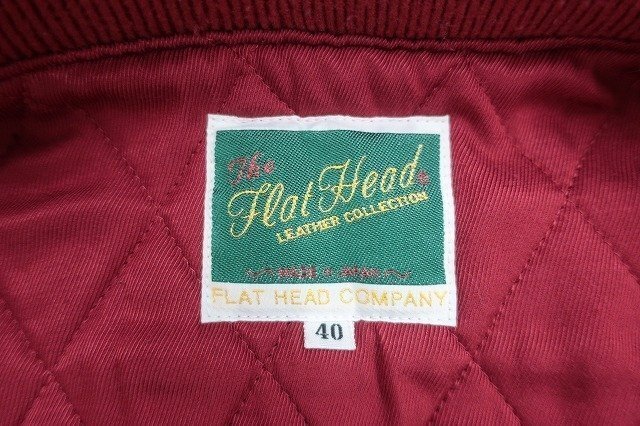 The
Flat Head®
LEATHER COLLECTION
MADE IN JAPAN
FLAT HEAD COMPANY
40